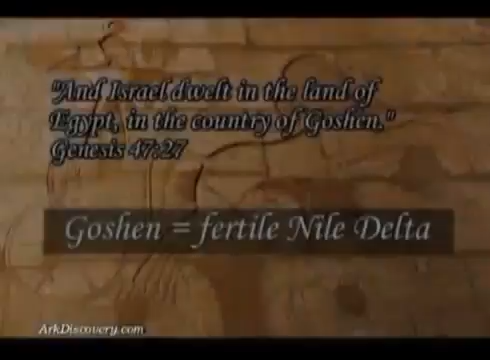 "And Israel dwelt in the land of
Egypt, in the country of Goshen."
Genesis 47:27
Goshen = fertile Nile Delta
ArkDiscovery.com